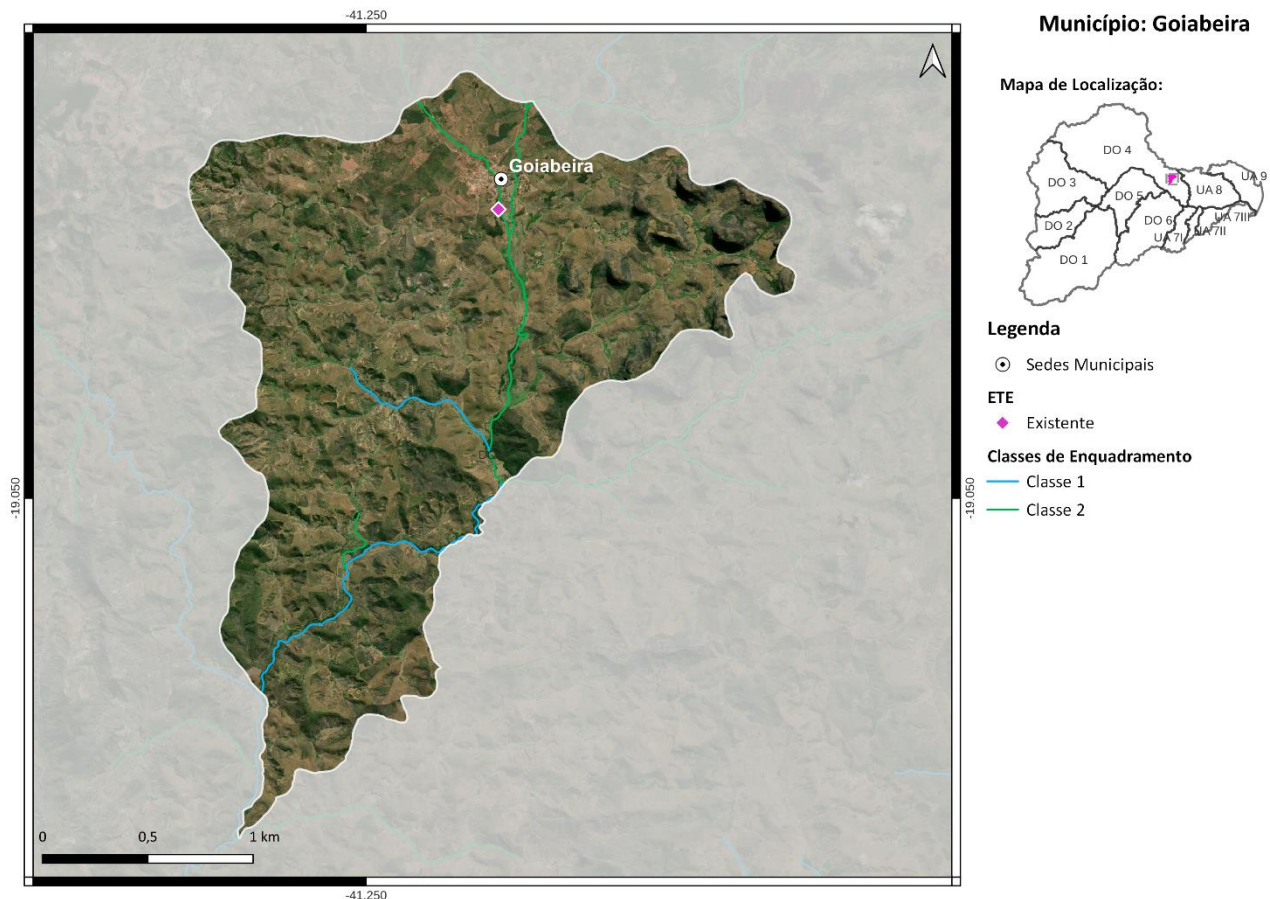 Município: Goiabeira
-41.250
Mapa de Localização:
DO 4
DO 3
UA 9
DO 5
UA 8
DO 2
DO 6
UA 7III
UA 7II
UA 7I
DO 1
Goiabeira
Legenda
Sedes Municipais
ETE
Existente
Classes de Enquadramento
Classe 1
Classe 2
-19.050
-19.050
0
0,5
1 km
-41.250